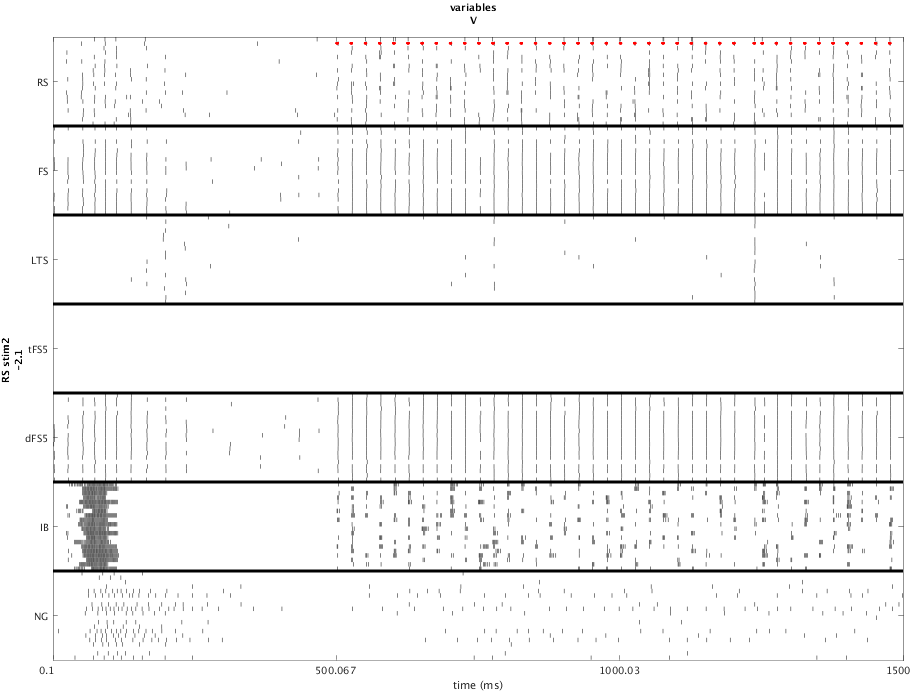 variables
V
RS
FS
LTS
RS stim2
-2.1
tFS5
dFS5
IB
NG
0.1
500.067
1000.03
1500
time (ms)